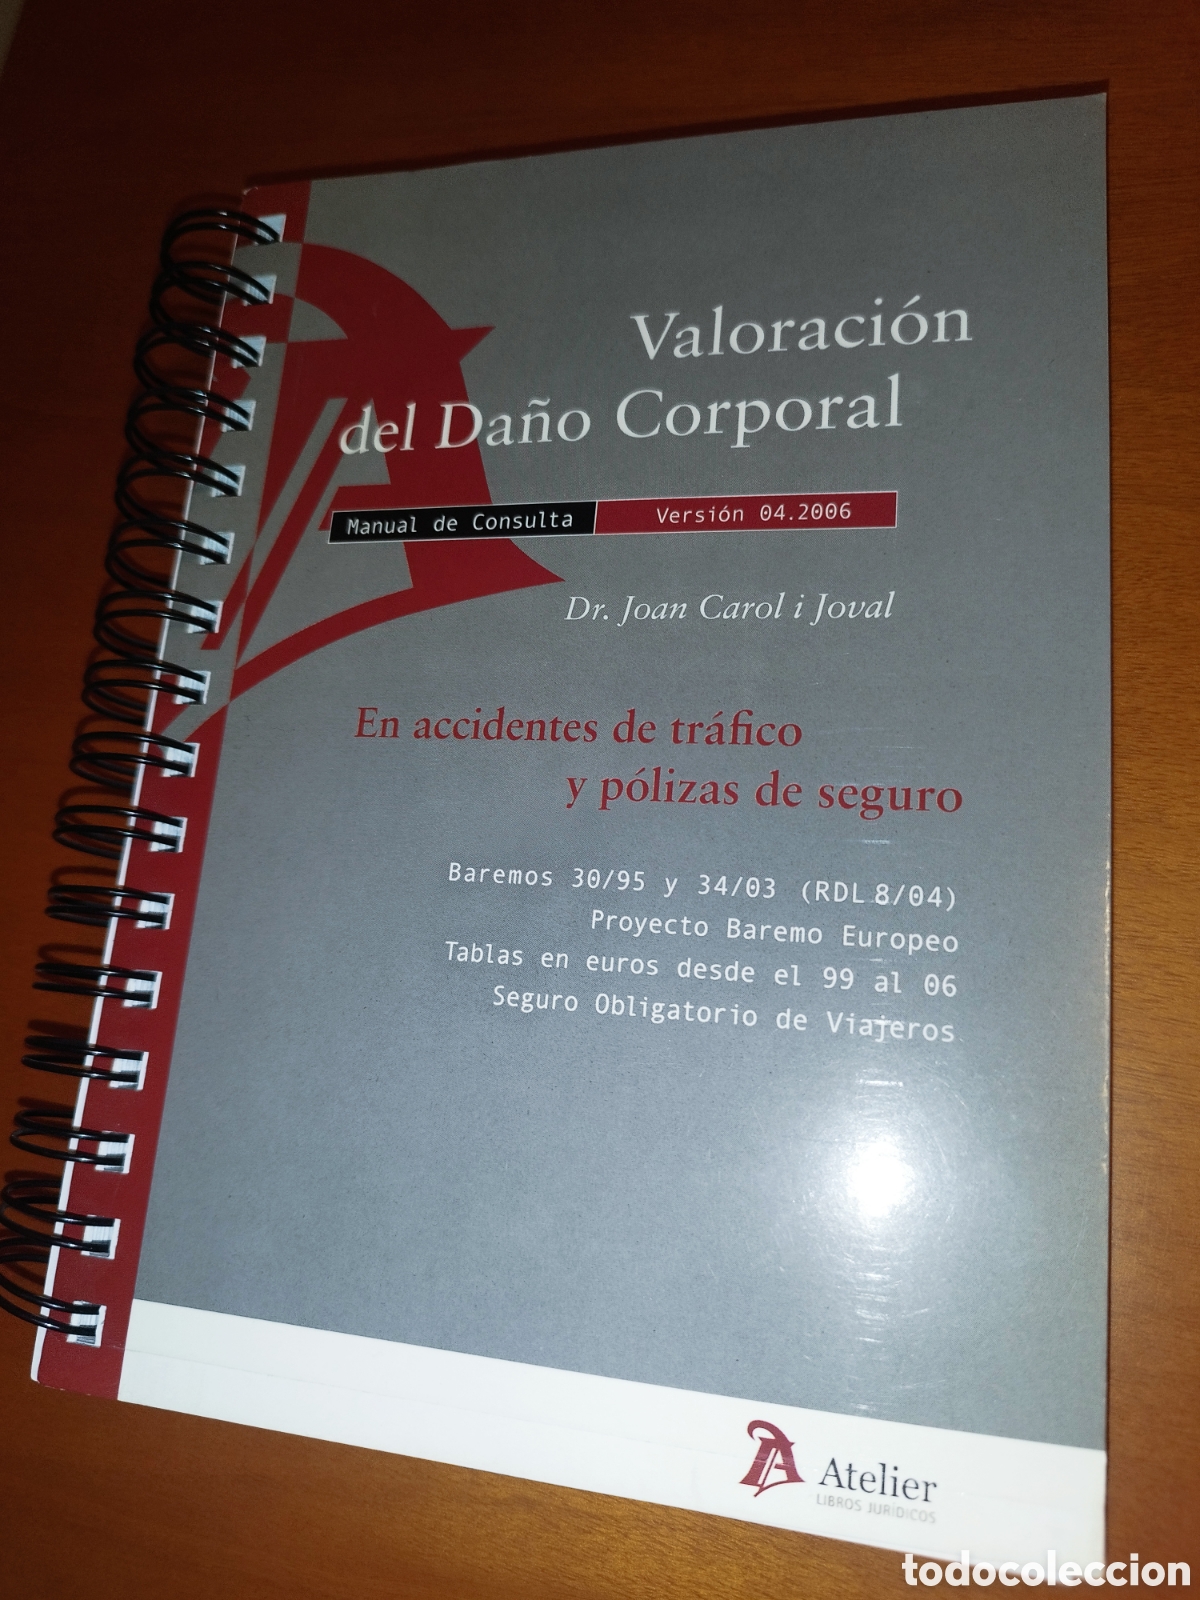 Valoración
del Daño Corporal
Manual de Consulta Versión 04.2006
Dr. Joan Carol i Joval
En accidentes de tráfico
y pólizas de seguro
Baremos 30/95 y 34/03 (RDL 8/04)
Proyecto Baremo Europeo
Tablas en euros desde el 99 al 06
Seguro Obligatorio de Viajeros
A Atelier
LIBROS JURÍDICOS
todocoleccion